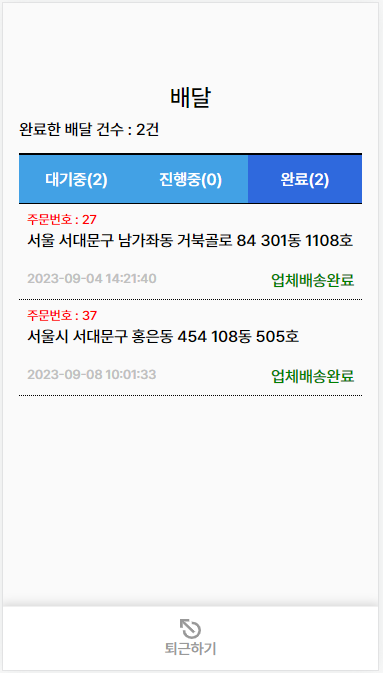 배달
완료한 배달 건수 : 2건
대기중(2) 진행중(0) 완료(2)
주문번호 : 27
서울 서대문구 남가좌동 거북골로 84 301동 1108호
2023-09-04 14:21:40 업체배송완료
주문번호 : 37
서울시 서대문구 홍은동 454 108동 505호
2023-09-08 10:01:33 업체배송완료
퇴근하기